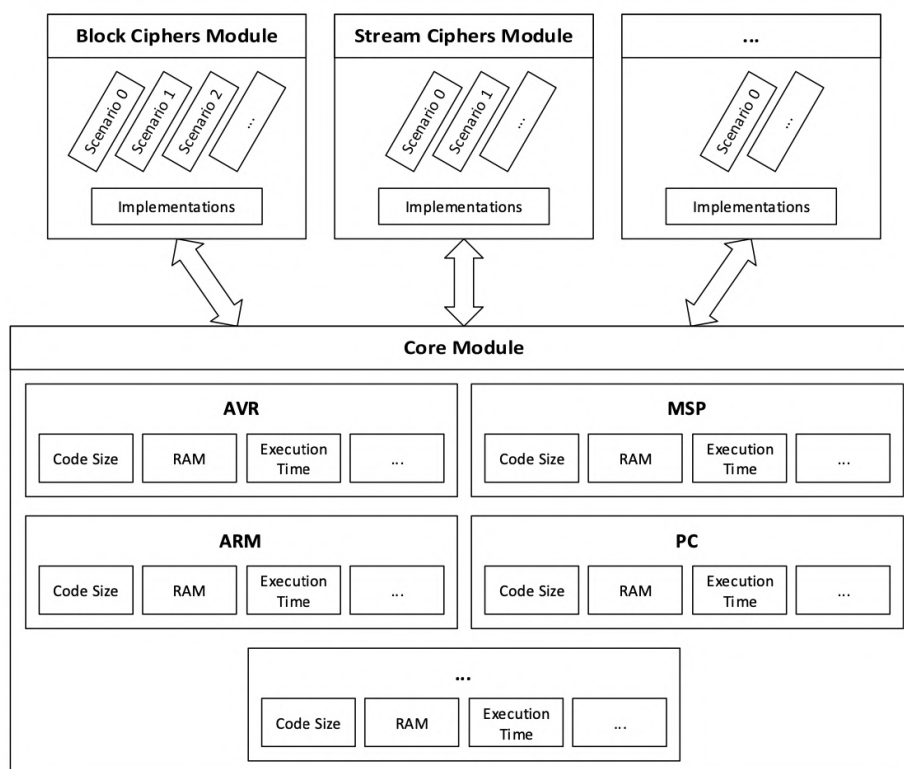 Block Ciphers Module
Scenario 0
Scenario 1
Scenario 2
...
Implementations
Stream Ciphers Module
Scenario 0
Scenario 1
...
Implementations
...
Scenario 0
...
Implementations
Core Module
AVR
Code Size
RAM
Execution
Time
...
MSP
Code Size
RAM
Execution
Time
...
ARM
Code Size
RAM
Execution
Time
...
PC
Code Size
RAM
Execution
Time
...
...
Code Size
RAM
Execution
Time
...